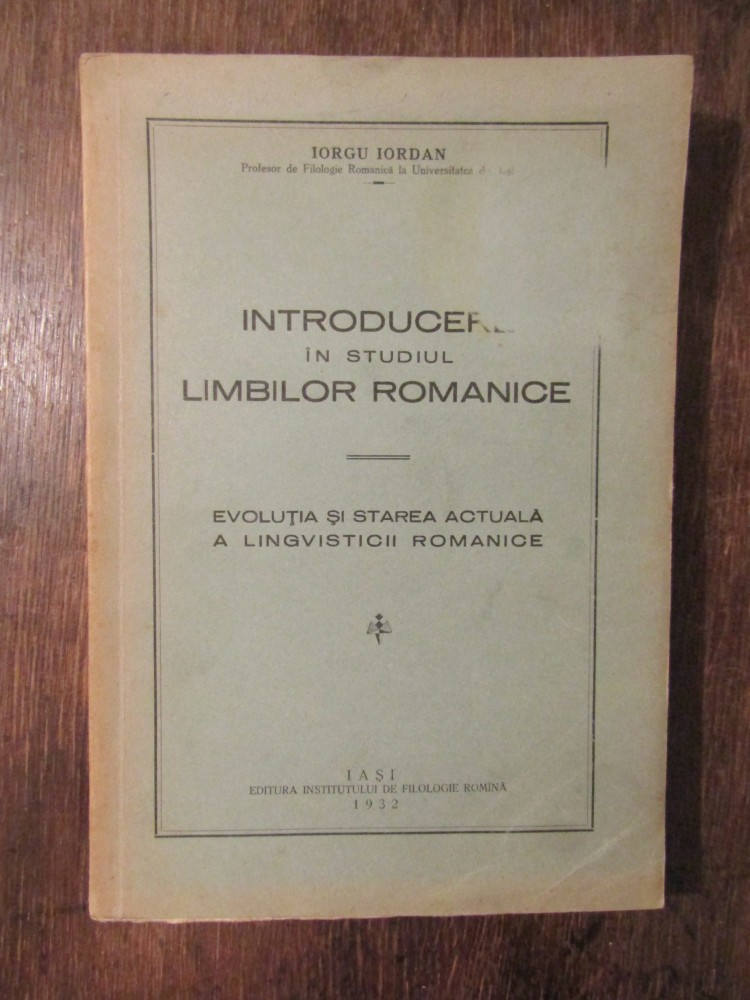 IORGU IORDAN
Profesor de Filologie Romanică la Universitatea
INTRODUCERE
ÎN STUDIUL
LIMBILOR ROMANICE
EVOLUŢIA ŞI STAREA ACTUALĂ
A LINGVISTICII ROMANICE
IAŞI
EDITURA INSTITUTULUI DE FILOLOGIE ROMÎNĂ
1932